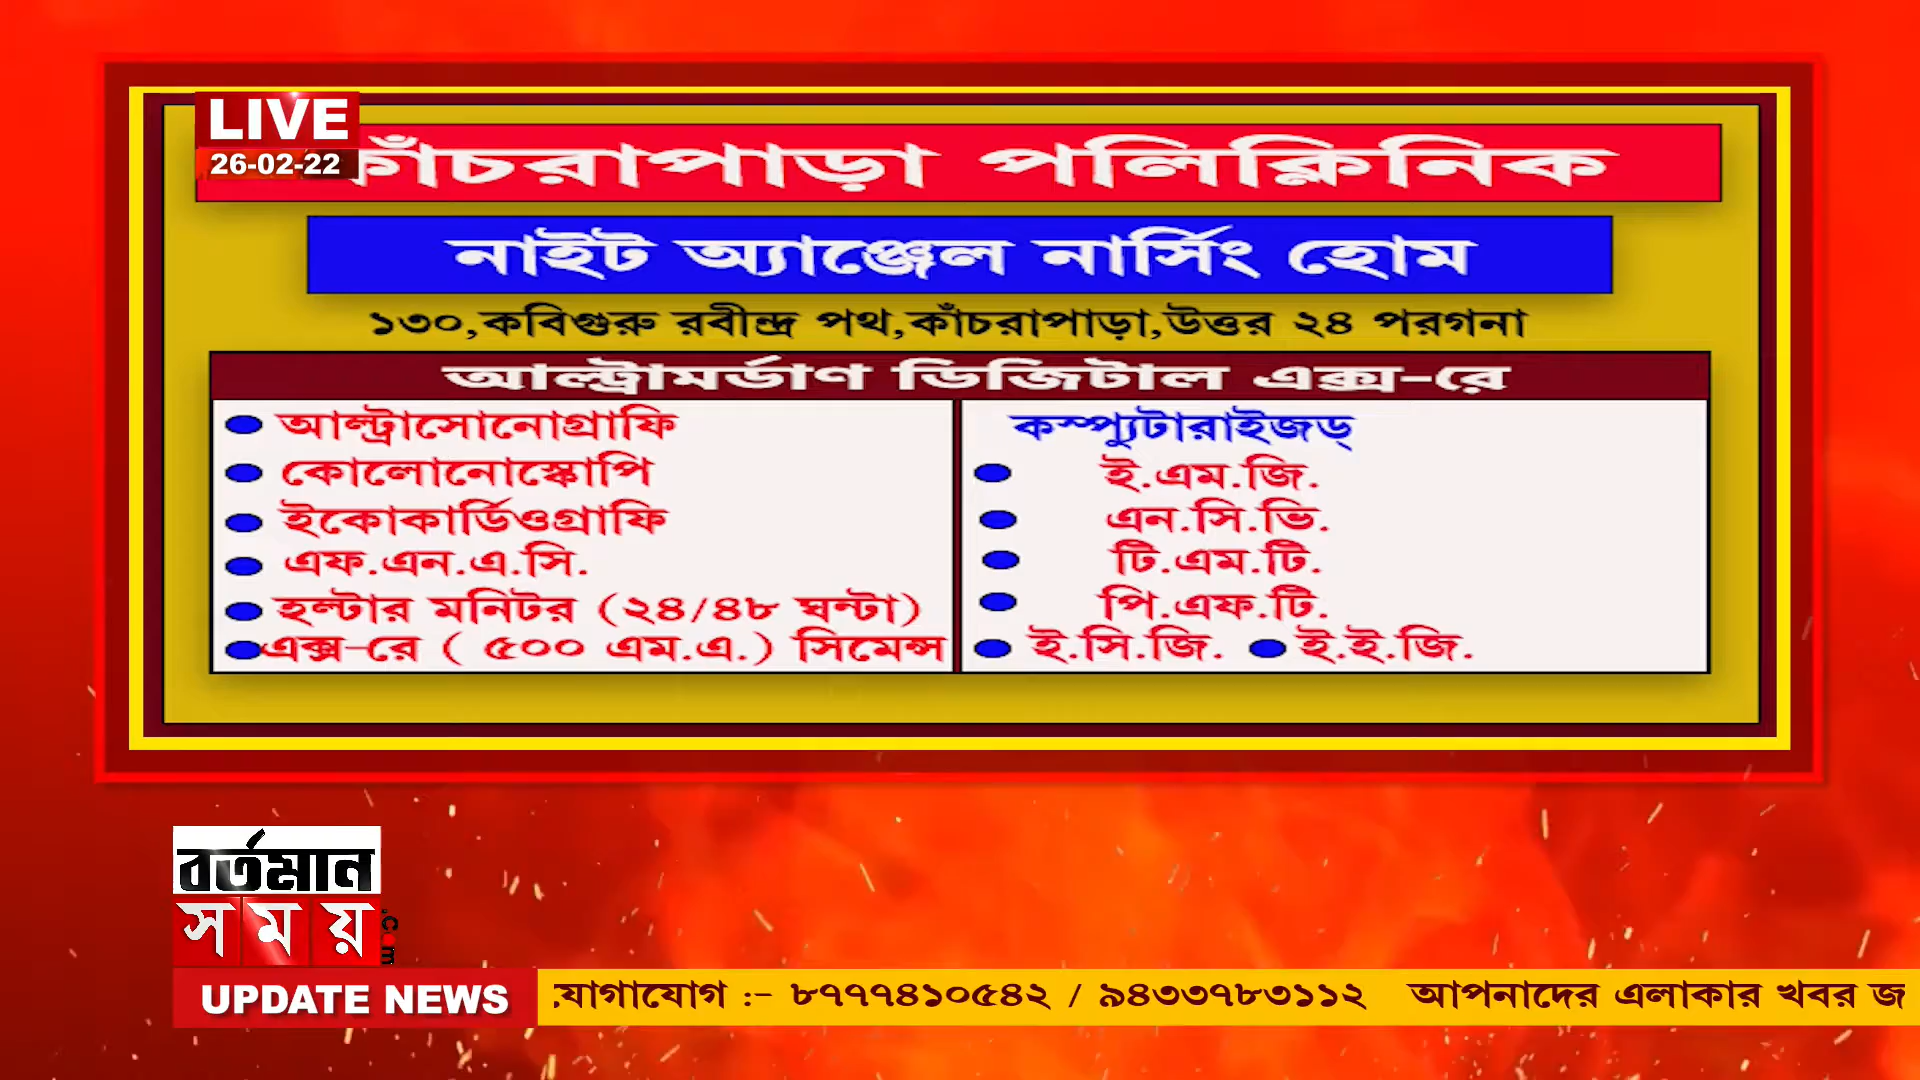 LIVE
26-02-22
কাঁচরাপাড়া পলিক্লিনিক
নাইট অ্যাঞ্জেল নার্সিং হোম
১৩০,কবিগুরু রবীন্দ্র পথ,কাঁচরাপাড়া,উত্তর ২৪ পরগনা
আল্ট্রামর্ডাণ ডিজিটাল এক্স-রে
আল্ট্রাসোনোগ্রাফি
কোলোনোস্কোপি
ইকোকার্ডিওগ্রাফি
এফ.এন.এ.সি.
হল্টার মনিটর (২৪/৪৮ ঘন্টা)
এক্স-রে ( ৫০০ এম.এ.) সিমেন্স
কম্প্যুটারাইজড্
ই.এম.জি.
এন.সি.ভি.
টি.এম.টি.
পি.এফ.টি.
ই.সি.জি. ই.ই.জি.
বর্তমান
সময়
.com
UPDATE NEWS
যোগাযোগ :- ৮৭৭৭৪১০৫৪২ / ৯৪৩৩৭৮৩১১২ আপনাদের এলাকার খবর জ